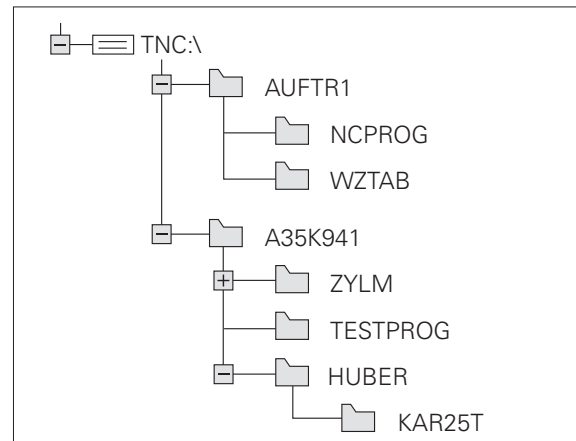 TNC:\
AUFTR1
NCPROG
WZTAB
A35K941
ZYLM
TESTPROG
HUBER
KAR25T